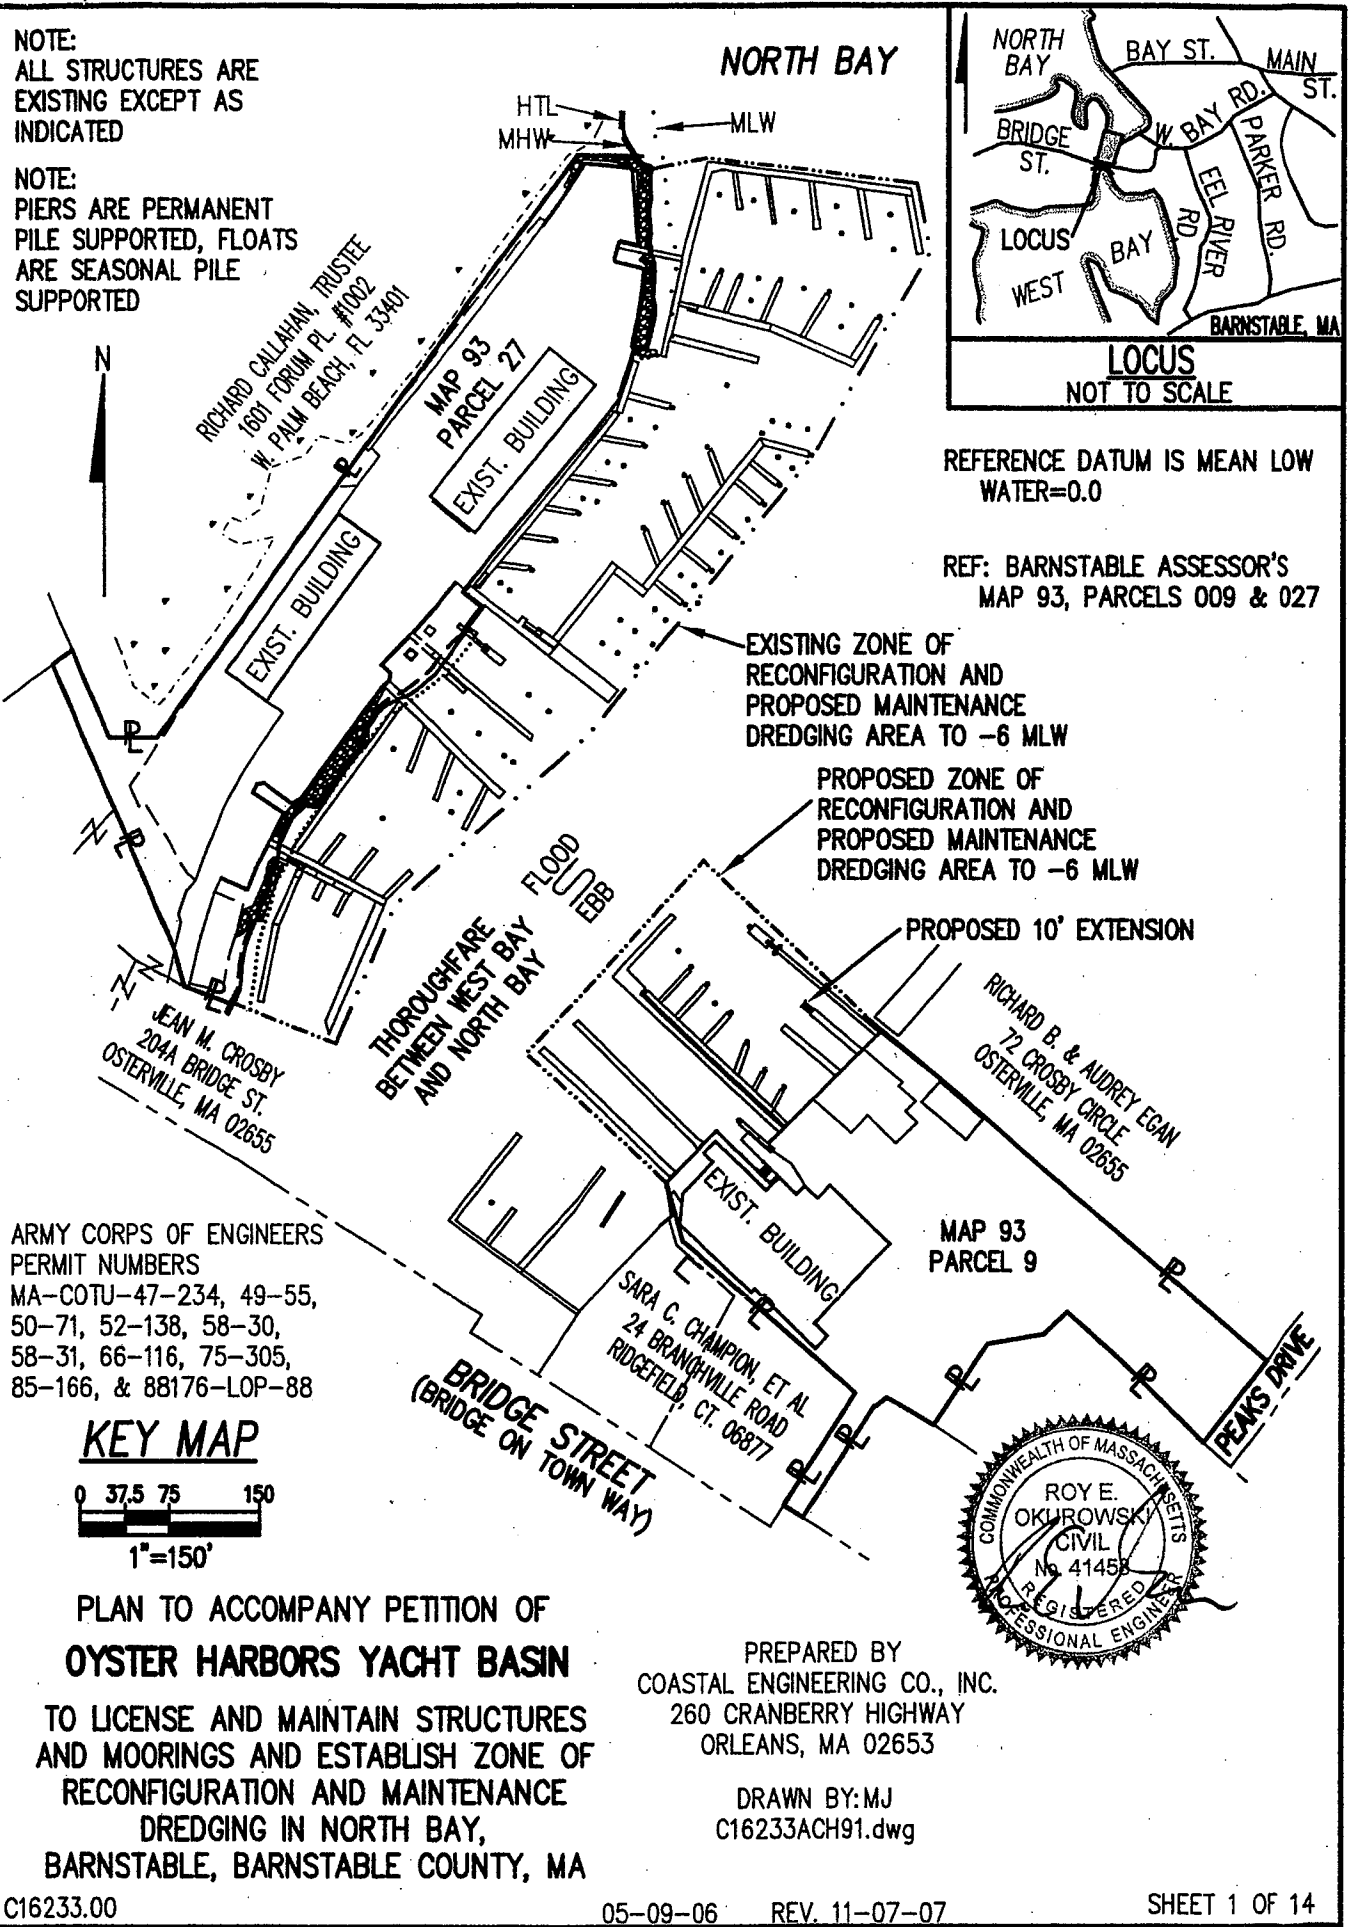 NOTE:
ALL STRUCTURES ARE
EXISTING EXCEPT AS
INDICATED
NOTE:
PIERS ARE PERMANENT
PILE SUPPORTED, FLOATS
ARE SEASONAL PILE
SUPPORTED
N
NORTH BAY
HTL
MHW
MLW
RICHARD CALLAHAN, TRUSTEE
1601 FORUM PL. #1002
W. PALM BEACH, FL 33401
MAP 93
PARCEL 27
EXIST. BUILDING
EXIST. BUILDING
PL
PL
PL
PL
NORTH
BAY
BAY ST.
MAIN
ST.
BRIDGE
ST.
W. BAY RD.
PARKER RD.
EEL RIVER
RD.
LOCUS
WEST
BAY
BARNSTABLE, MA
LOCUS
NOT TO SCALE
REFERENCE DATUM IS MEAN LOW
WATER=0.0
REF: BARNSTABLE ASSESSOR'S
MAP 93, PARCELS 009 & 027
EXISTING ZONE OF
RECONFIGURATION AND
PROPOSED MAINTENANCE
DREDGING AREA TO -6 MLW
PROPOSED ZONE OF
RECONFIGURATION AND
PROPOSED MAINTENANCE
DREDGING AREA TO -6 MLW
PROPOSED 10' EXTENSION
FLOOD
EBB
THOROUGHFARE
BETWEEN WEST BAY
AND NORTH BAY
JEAN M. CROSBY
204A BRIDGE ST.
OSTERVILLE, MA 02655
RICHARD B. & AUDREY EGAN
72 CROSBY CIRCLE
OSTERVILLE, MA 02655
EXIST. BUILDING
MAP 93
PARCEL 9
PL
PL
PL
PL
PL
PL
SARA C. CHAMPION, ET AL
24 BRANCHVILLE ROAD
RIDGEFIELD, CT. 06877
BRIDGE STREET
(BRIDGE ON TOWN WAY)
PEAKS DRIVE
ARMY CORPS OF ENGINEERS
PERMIT NUMBERS
MA-COTU-47-234, 49-55,
50-71, 52-138, 58-30,
58-31, 66-116, 75-305,
85-166, & 88176-LOP-88
KEY MAP
0 37.5 75 150
1"=150'
COMMONWEALTH OF MASSACHUSETTS
ROY E.
OKUROWSKI
CIVIL
No. 41458
REGISTERED
PROFESSIONAL ENGINEER
PLAN TO ACCOMPANY PETITION OF
OYSTER HARBORS YACHT BASIN
TO LICENSE AND MAINTAIN STRUCTURES
AND MOORINGS AND ESTABLISH ZONE OF
RECONFIGURATION AND MAINTENANCE
DREDGING IN NORTH BAY,
BARNSTABLE, BARNSTABLE COUNTY, MA
PREPARED BY
COASTAL ENGINEERING CO., INC.
260 CRANBERRY HIGHWAY
ORLEANS, MA 02653
DRAWN BY: MJ
C16233ACH91.dwg
C16233.00
05-09-06 REV. 11-07-07
SHEET 1 OF 14